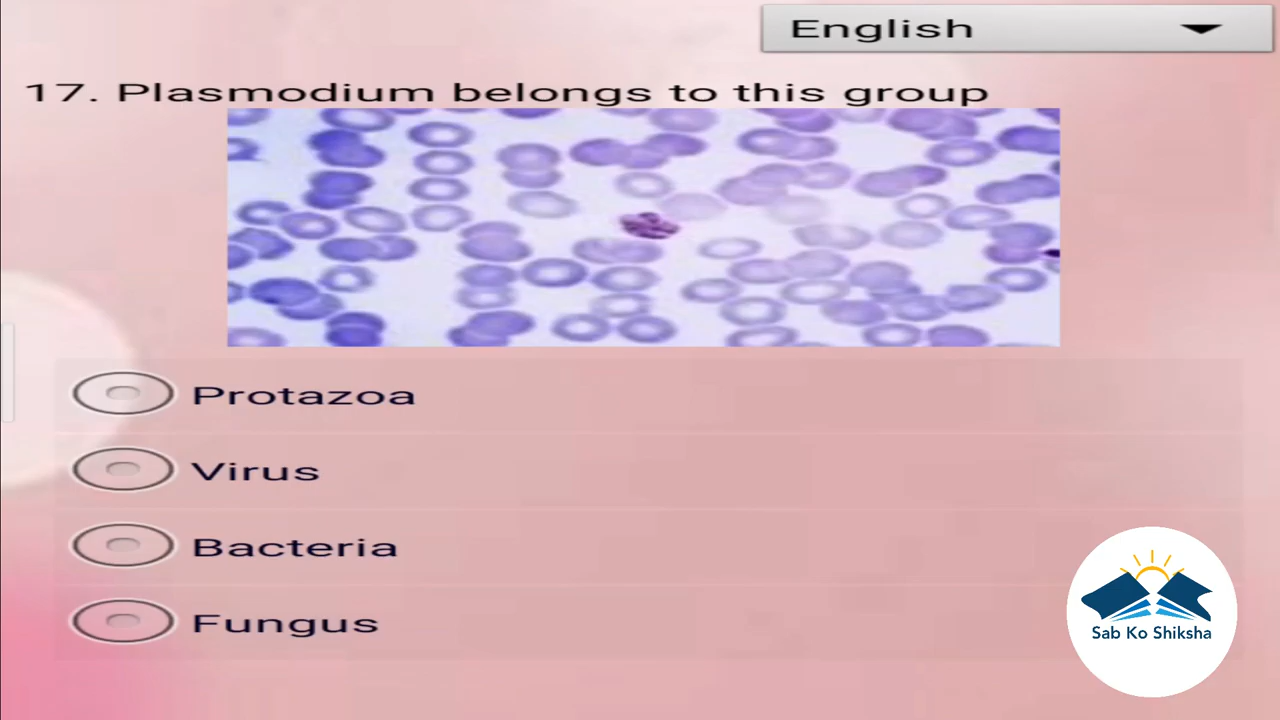 English
17. Plasmodium belongs to this group
Protazoa
Virus
Bacteria
Fungus
Sab Ko Shiksha